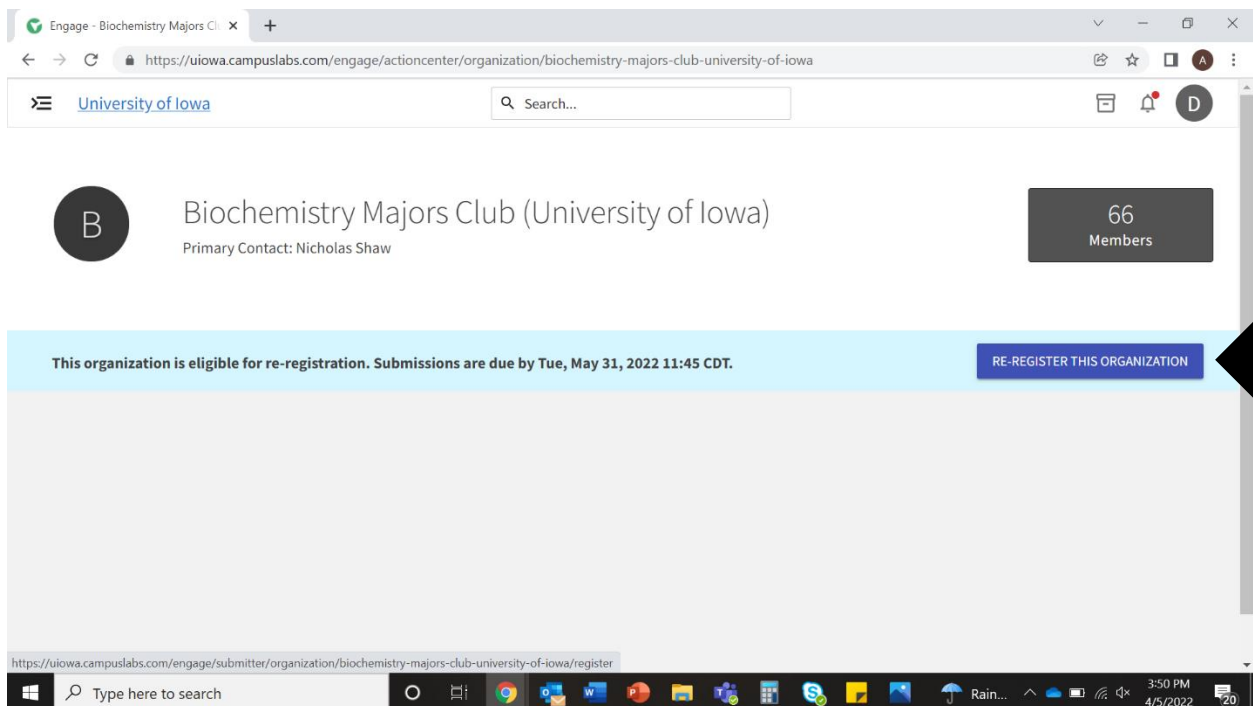 Engage - Biochemistry Majors Cl
https://uiowa.campuslabs.com/engage/actioncenter/organization/biochemistry-majors-club-university-of-iowa
A
University of Iowa
Search...
D
B
Biochemistry Majors Club (University of Iowa)
Primary Contact: Nicholas Shaw
66
Members
This organization is eligible for re-registration. Submissions are due by Tue, May 31, 2022 11:45 CDT.
RE-REGISTER THIS ORGANIZATION
https://uiowa.campuslabs.com/engage/submitter/organization/biochemistry-majors-club-university-of-iowa/register
Type here to search
Rain...
3:50 PM
4/5/2022
20